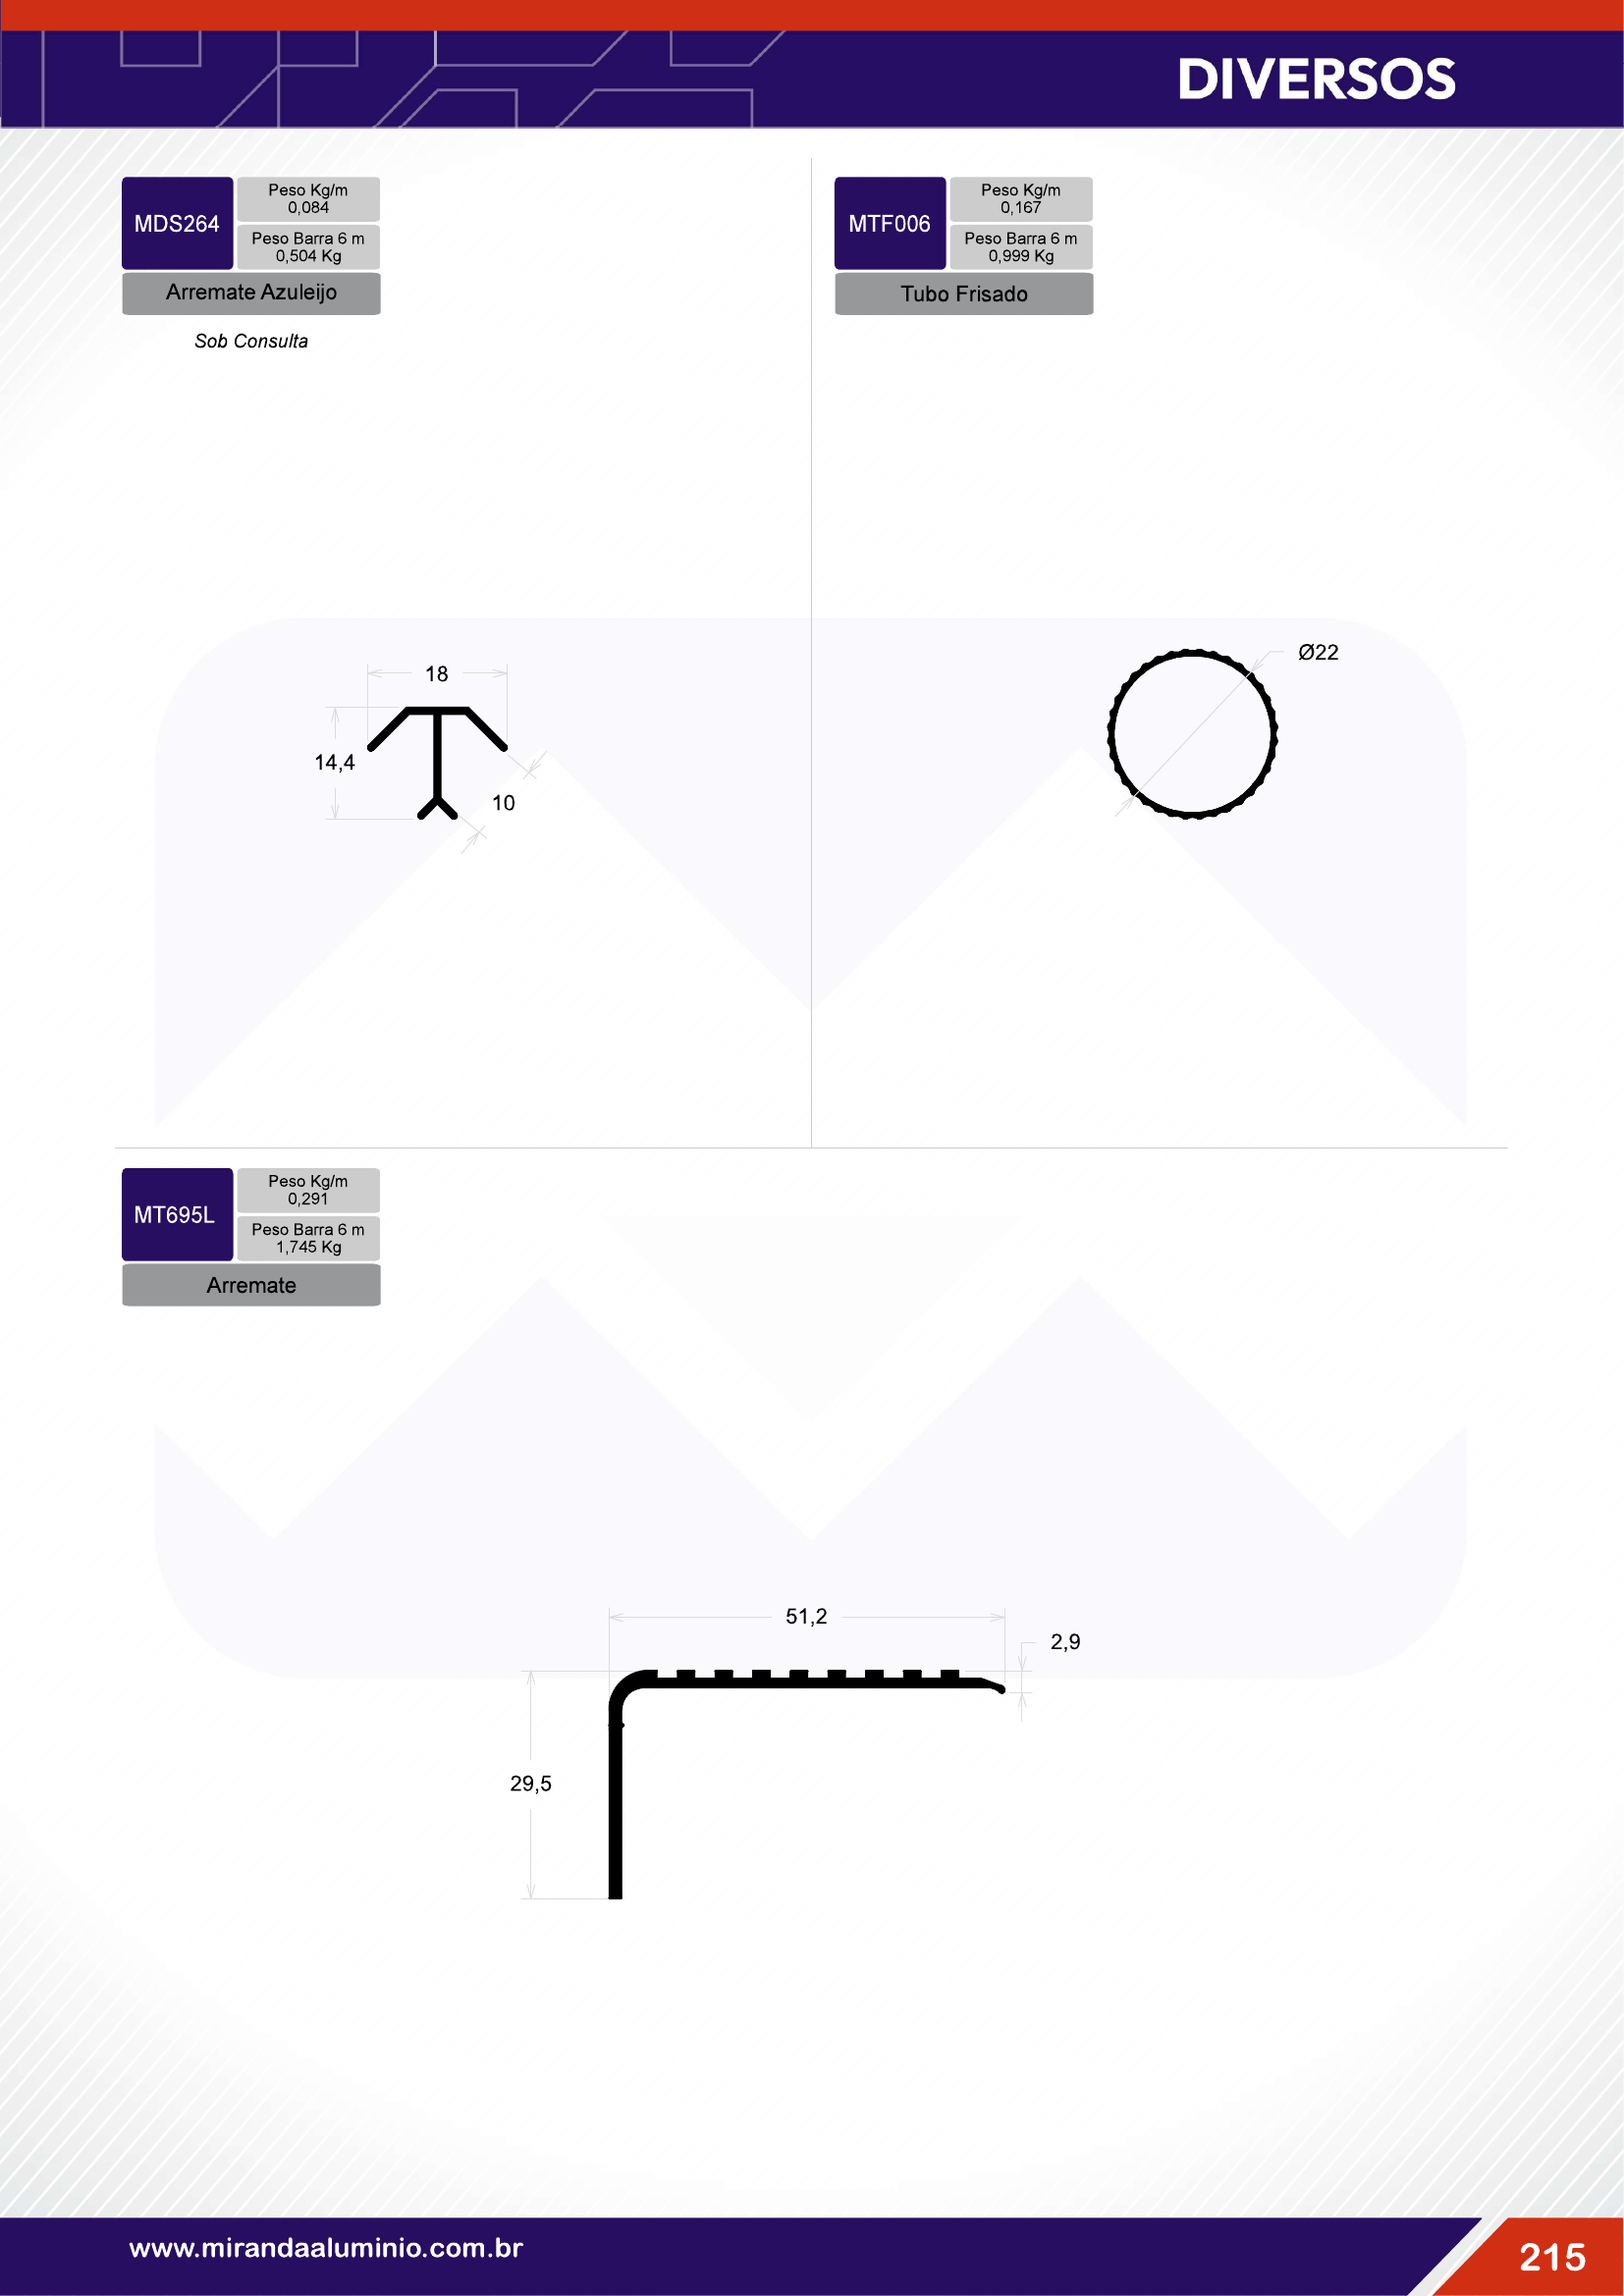 DIVERSOS
MDS264
Peso Kg/m
0,084
Peso Barra 6 m
0,504 Kg
Arremate Azuleijo
Sob Consulta
MTF006
Peso Kg/m
0,167
Peso Barra 6 m
0,999 Kg
Tubo Frisado
18
14,4
10
Ø22
MT695L
Peso Kg/m
0,291
Peso Barra 6 m
1,745 Kg
Arremate
51,2
2,9
29,5
www.mirandaaluminio.com.br
215